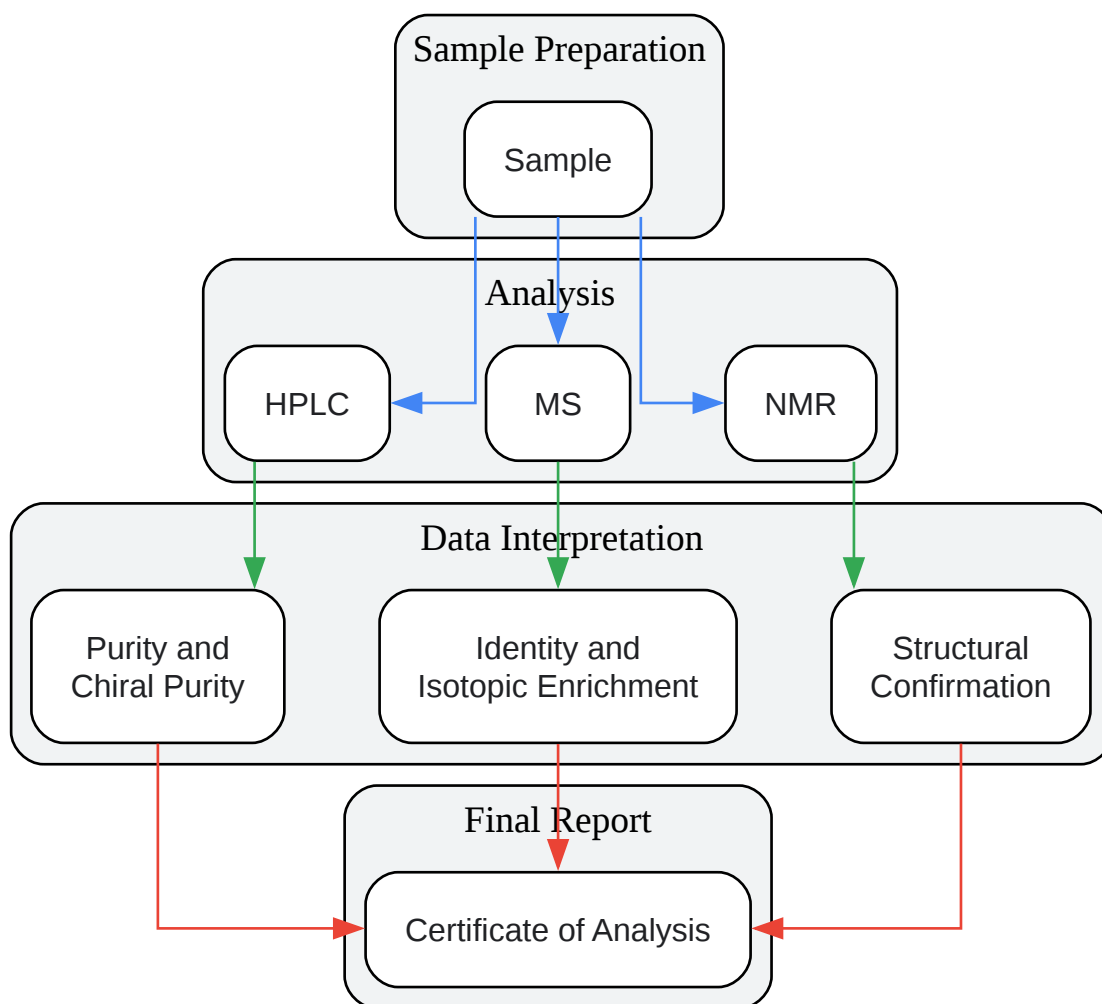 Sample Preparation
Sample
Analysis
HPLC
MS
NMR
Data Interpretation
Purity and
Chiral Purity
Identity and
Isotopic Enrichment
Structural
Confirmation
Final Report
Certificate of Analysis